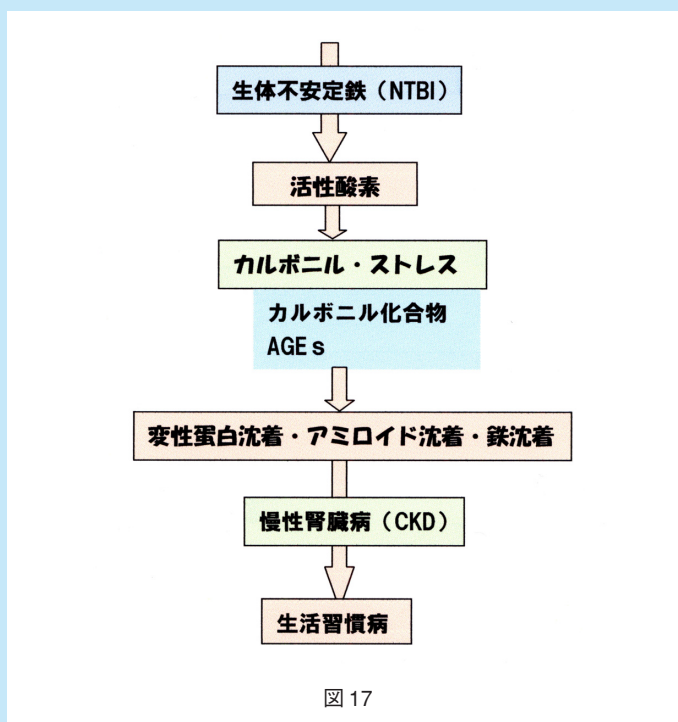 生体不安定鉄（NTBI）
活性酸素
カルボニル・ストレス
カルボニル化合物
AGEs
変性蛋白沈着・アミロイド沈着・鉄沈着
慢性腎臓病（CKD）
生活習慣病
図 17